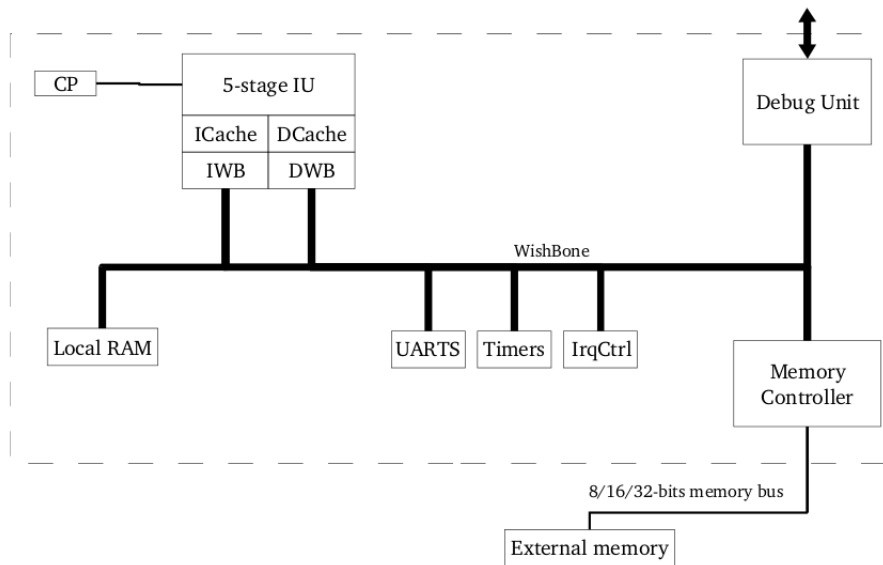 CP
5-stage IU
Debug Unit
ICache
DCache
IWB
DWB
WishBone
Local RAM
UARTS
Timers
IrqCtrl
Memory
Controller
8/16/32-bits memory bus
External memory